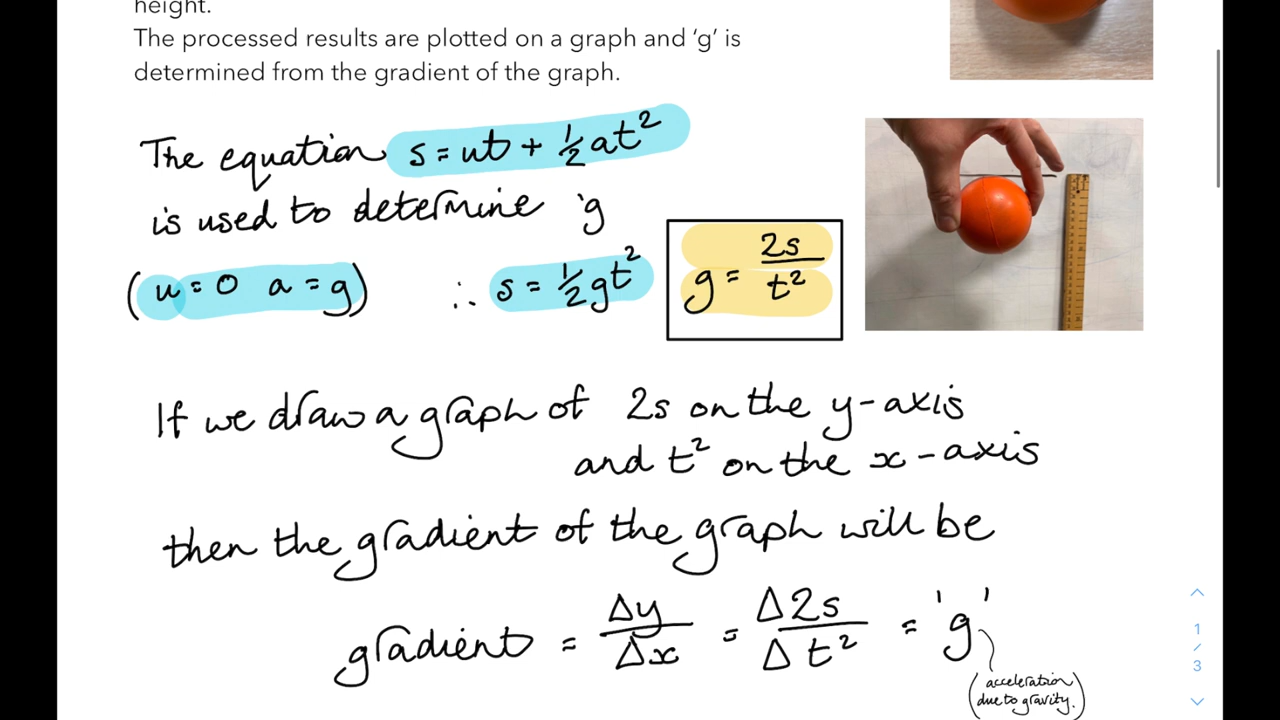 height.
The processed results are plotted on a graph and ‘g’ is
determined from the gradient of the graph.
The equation s = ut + ½at²
is used to determine 'g
(u = 0 a = g) ∴ s = ½gt² g = 2s/t²
If we draw a graph of 2s on the y-axis
and t² on the x-axis
then the gradient of the graph will be
gradient = Δy/Δx = Δ2s/Δt² = 'g'
(acceleration
due to gravity.)
1
/
3